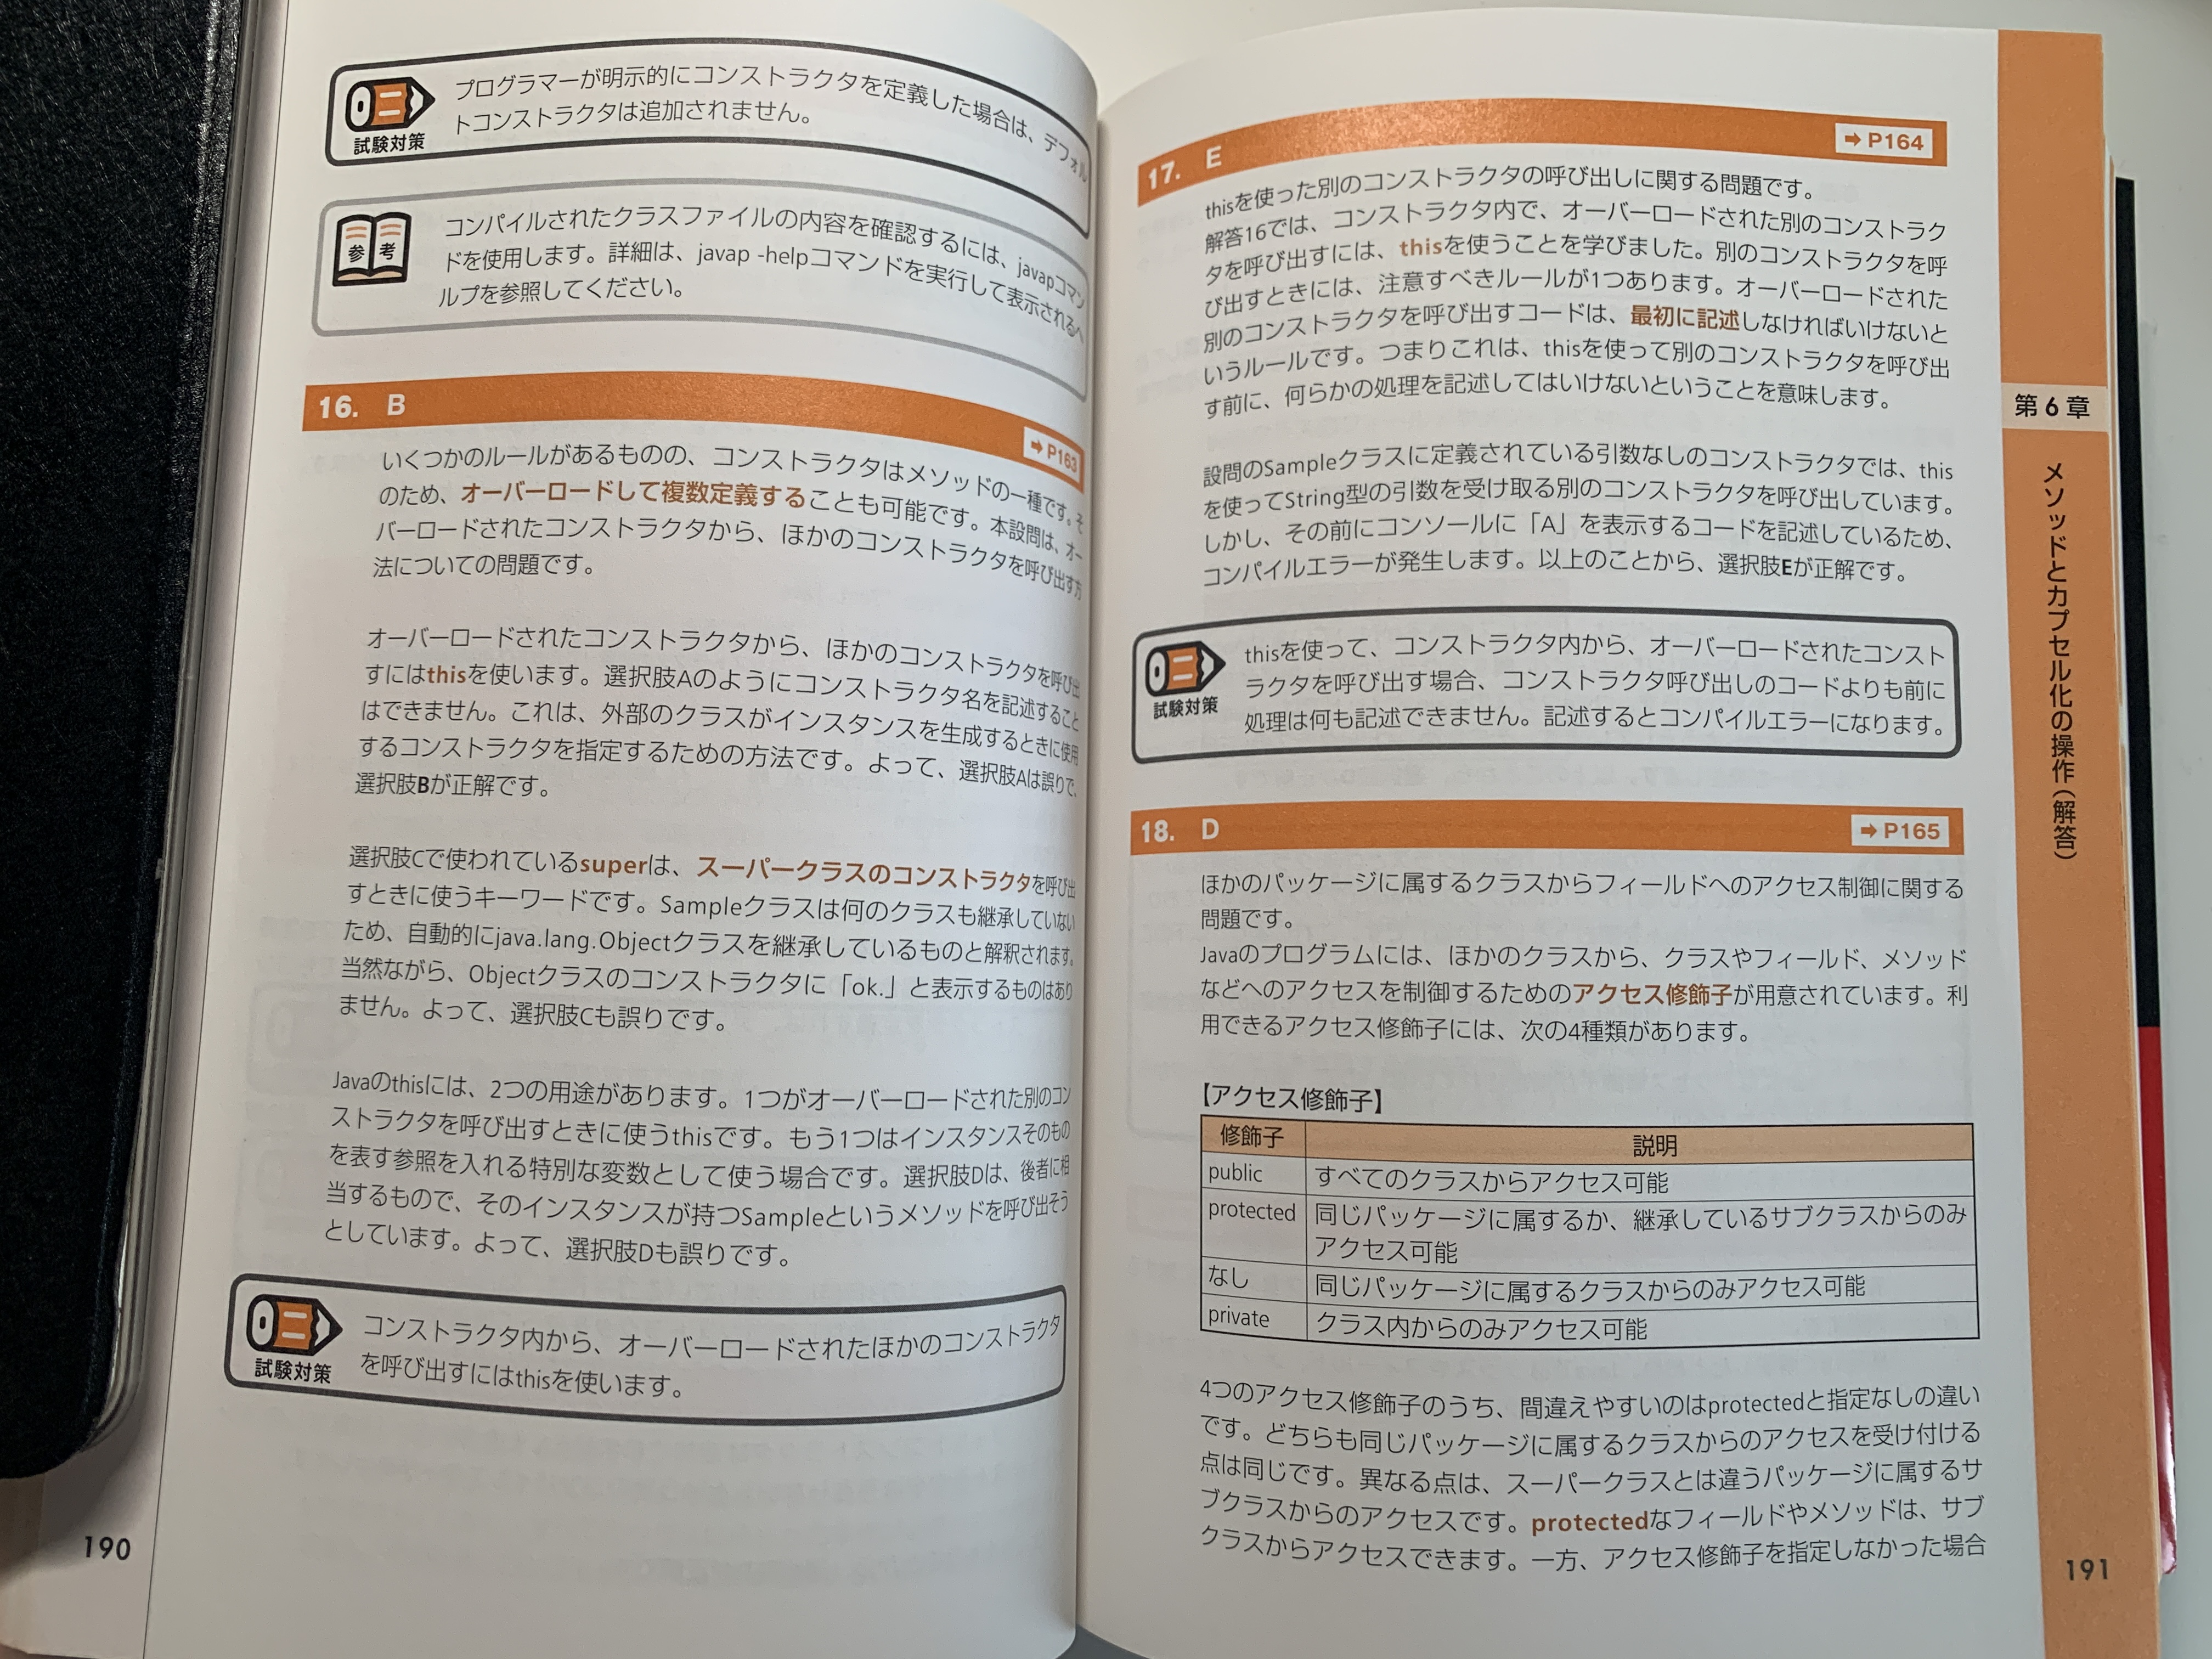 プログラマーが明示的にコンストラクタを定義した場合は、デフォル
トコンストラクタは追加されません。
試験対策
コンパイルされたクラスファイルの内容を確認するには、javapコマン
ドを使用します。詳細は、javap -helpコマンドを実行して表示されるヘ
ルプを参照してください。
参考
16. B
➡P163
いくつかのルールがあるものの、コンストラクタはメソッドの一種です。そ
のため、オーバーロードして複数定義することも可能です。本設問は、オー
バーロードされたコンストラクタから、ほかのコンストラクタを呼び出す方
法についての問題です。
オーバーロードされたコンストラクタから、ほかのコンストラクタを呼び出
すにはthisを使います。選択肢Aのようにコンストラクタ名を記述すること
はできません。これは、外部のクラスがインスタンスを生成するときに使用
するコンストラクタを指定するための方法です。よって、選択肢Aは誤りで、
選択肢Bが正解です。
選択肢Cで使われているsuperは、スーパークラスのコンストラクタを呼び出
すときに使うキーワードです。Sampleクラスは何のクラスも継承していない
ため、自動的にjava.lang.Objectクラスを継承しているものと解釈されます。
当然ながら、Objectクラスのコンストラクタに「ok.」と表示するものはあり
ません。よって、選択肢Cも誤りです。
Javaのthisには、2つの用途があります。1つがオーバーロードされた別のコン
ストラクタを呼び出すときに使うthisです。もう1つはインスタンスそのもの
を表す参照を入れる特別な変数として使う場合です。選択肢Dは、後者に相
当するもので、そのインスタンスが持つSampleというメソッドを呼び出そう
としています。よって、選択肢Dも誤りです。
コンストラクタ内から、オーバーロードされたほかのコンストラクタ
を呼び出すにはthisを使います。
試験対策
190
17. E
➡P164
thisを使った別のコンストラクタの呼び出しに関する問題です。
解答16では、コンストラクタ内で、オーバーロードされた別のコンストラク
タを呼び出すには、thisを使うことを学びました。別のコンストラクタを呼
び出すときには、注意すべきルールが1つあります。オーバーロードされた
別のコンストラクタを呼び出すコードは、最初に記述しなければいけないと
いうルールです。つまりこれは、thisを使って別のコンストラクタを呼び出
す前に、何らかの処理を記述してはいけないということを意味します。
設問のSampleクラスに定義されている引数なしのコンストラクタでは、this
を使ってString型の引数を受け取る別のコンストラクタを呼び出しています。
しかし、その前にコンソールに「A」を表示するコードを記述しているため、
コンパイルエラーが発生します。以上のことから、選択肢Eが正解です。
thisを使って、コンストラクタ内から、オーバーロードされたコンスト
ラクタを呼び出す場合、コンストラクタ呼び出しのコードよりも前に
処理は何も記述できません。記述するとコンパイルエラーになります。
試験対策
18. D
➡P165
ほかのパッケージに属するクラスからフィールドへのアクセス制御に関する
問題です。
Javaのプログラムには、ほかのクラスから、クラスやフィールド、メソッド
などへのアクセスを制御するためのアクセス修飾子が用意されています。利
用できるアクセス修飾子には、次の4種類があります。
【アクセス修飾子】
修飾子 説明
public すべてのクラスからアクセス可能
protected 同じパッケージに属するか、継承しているサブクラスからのみ
アクセス可能
なし 同じパッケージに属するクラスからのみアクセス可能
private クラス内からのみアクセス可能
4つのアクセス修飾子のうち、間違えやすいのはprotectedと指定なしの違い
です。どちらも同じパッケージに属するクラスからのアクセスを受け付ける
点は同じです。異なる点は、スーパークラスとは違うパッケージに属するサ
ブクラスからのアクセスです。protectedなフィールドやメソッドは、サブ
クラスからアクセスできます。一方、アクセス修飾子を指定しなかった場合
第6章
メソッドとカプセル化の操作（解答）
191